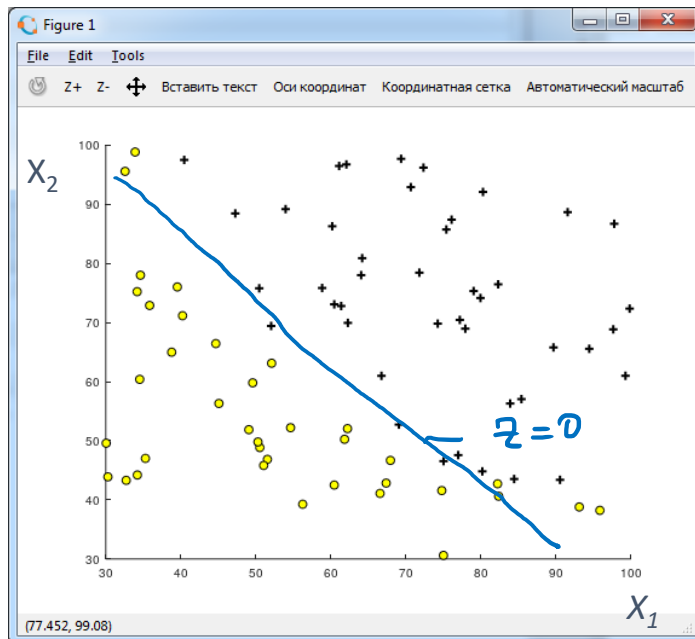 Figure 1
File Edit Tools
Z+ Z- Вставить текст Оси координат Координатная сетка Автоматический масштаб
X2
100
90
80
70
60
50
40
30
z=0
30 40 50 60 70 80 90 100
X1
(77.452, 99.08)